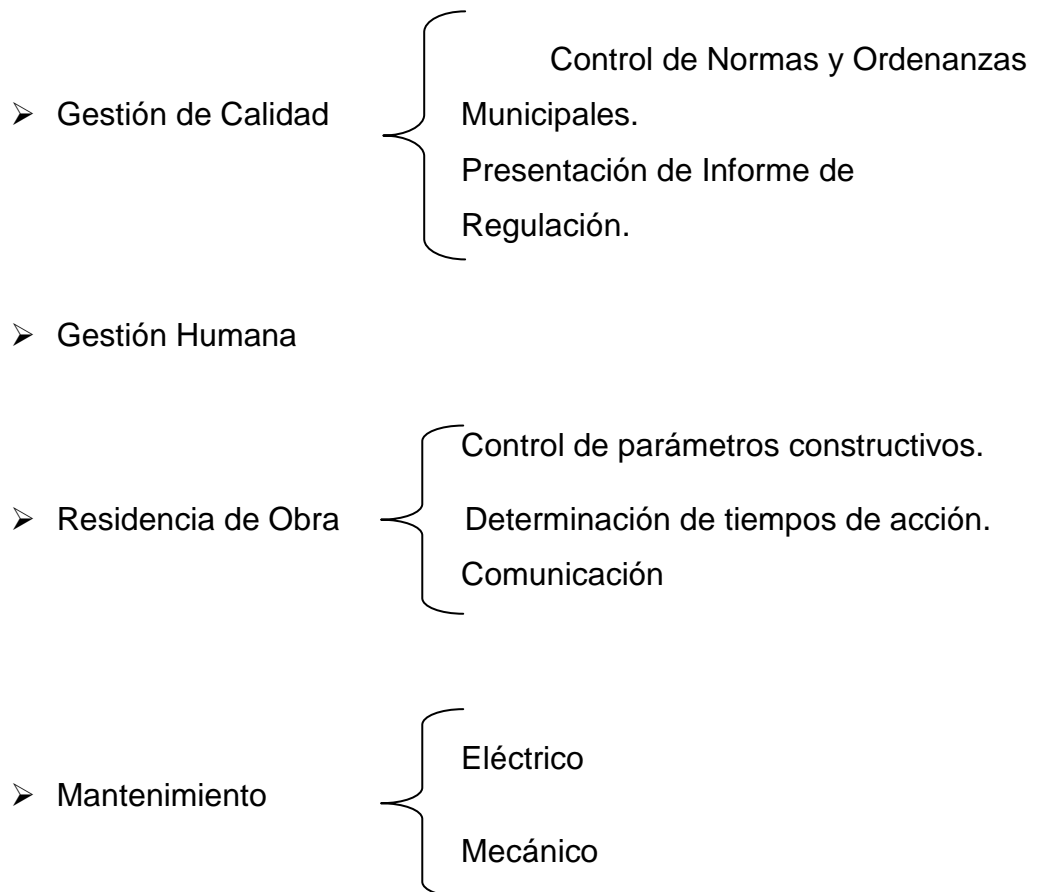 Control de Normas y Ordenanzas
➢ Gestión de Calidad Municipales.
Presentación de Informe de
Regulación.
➢ Gestión Humana
Control de parámetros constructivos.
➢ Residencia de Obra Determinación de tiempos de acción.
Comunicación
Eléctrico
➢ Mantenimiento
Mecánico